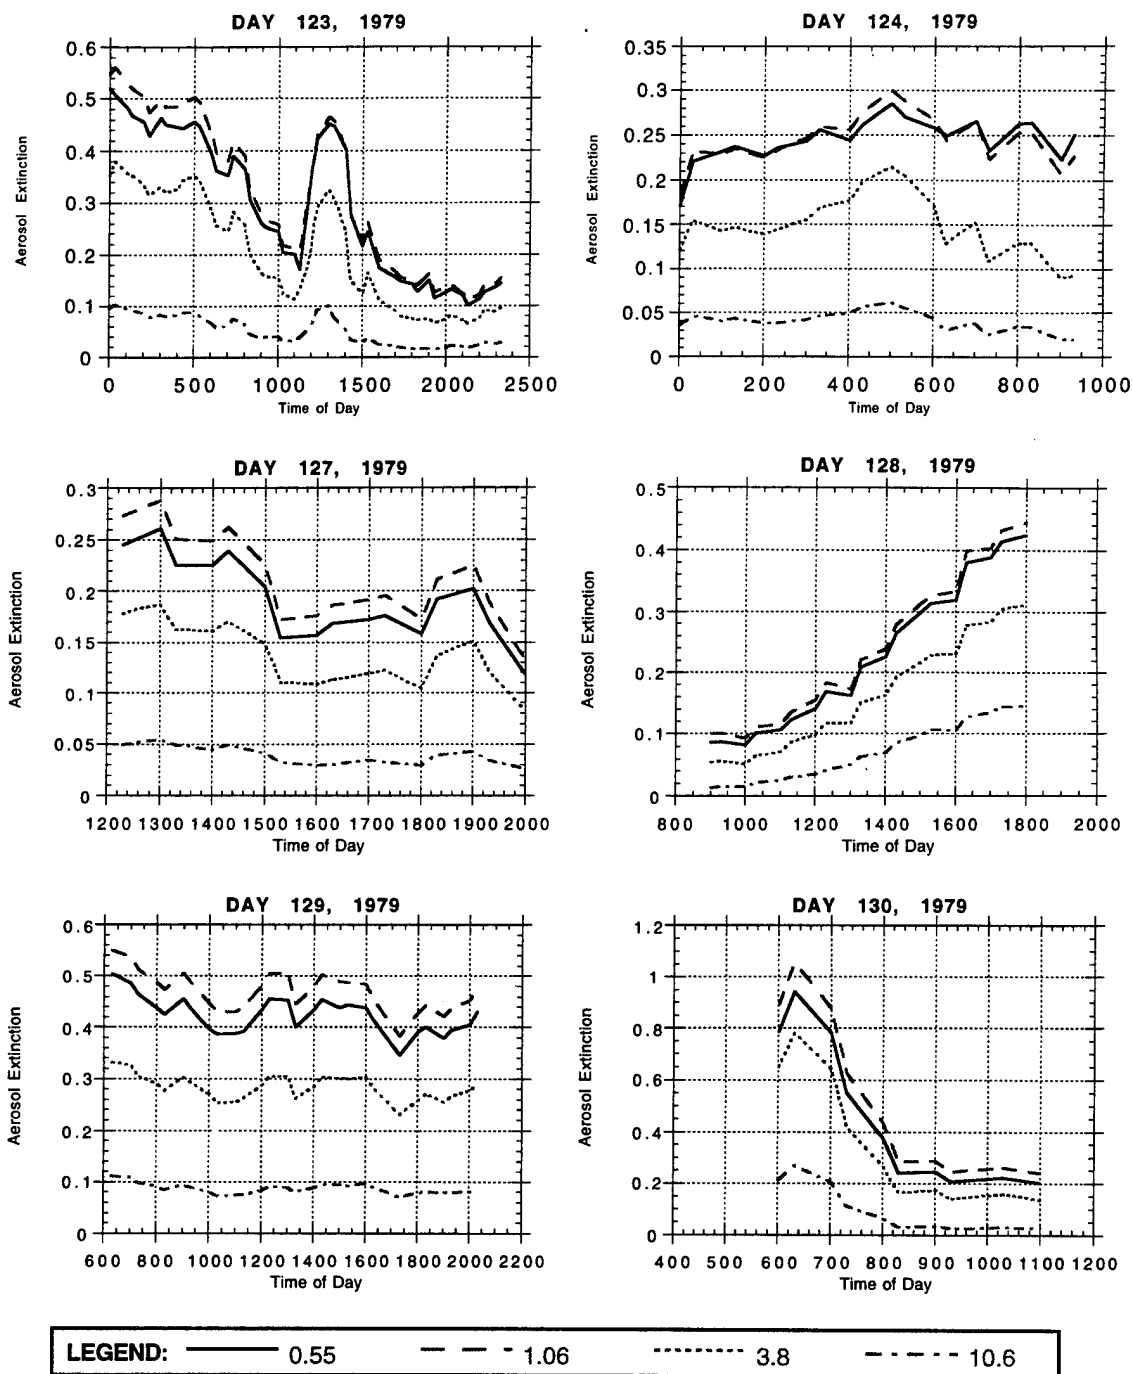 DAY 123, 1979
0.6
0.5
0.4
0.3
0.2
0.1
0
Aerosol Extinction
0 500 1000 1500 2000 2500
Time of Day
DAY 124, 1979
0.35
0.3
0.25
0.2
0.15
0.1
0.05
0
Aerosol Extinction
0 200 400 600 800 1000
Time of Day
DAY 127, 1979
0.3
0.25
0.2
0.15
0.1
0.05
0
Aerosol Extinction
1200 1300 1400 1500 1600 1700 1800 1900 2000
Time of Day
DAY 128, 1979
0.5
0.4
0.3
0.2
0.1
0
Aerosol Extinction
800 1000 1200 1400 1600 1800 2000
Time of Day
DAY 129, 1979
0.6
0.5
0.4
0.3
0.2
0.1
0
Aerosol Extinction
600 800 1000 1200 1400 1600 1800 2000 2200
Time of Day
DAY 130, 1979
1.2
1
0.8
0.6
0.4
0.2
0
Aerosol Extinction
400 500 600 700 800 900 1000 1100 1200
Time of Day
LEGEND: 0.55 1.06 3.8 10.6